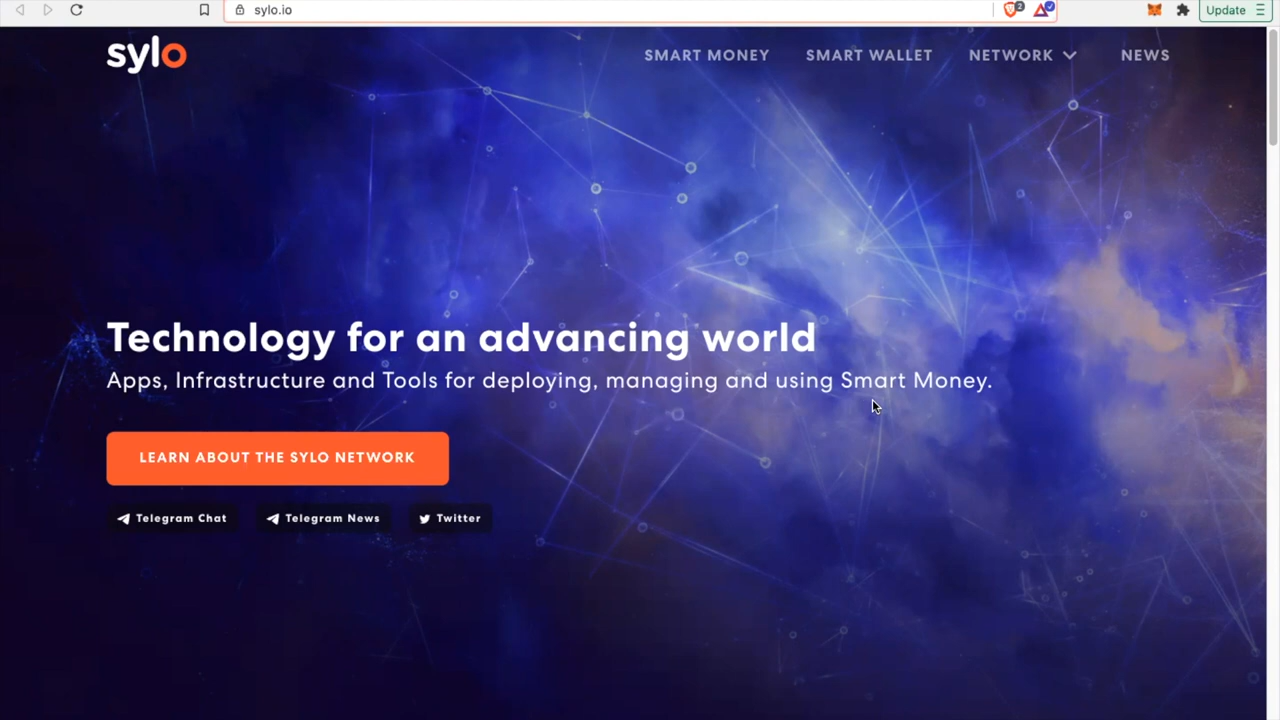 sylo.io
2
Update
sylo
SMART MONEY
SMART WALLET
NETWORK
NEWS
Technology for an advancing world
Apps, Infrastructure and Tools for deploying, managing and using Smart Money.
LEARN ABOUT THE SYLO NETWORK
Telegram Chat
Telegram News
Twitter